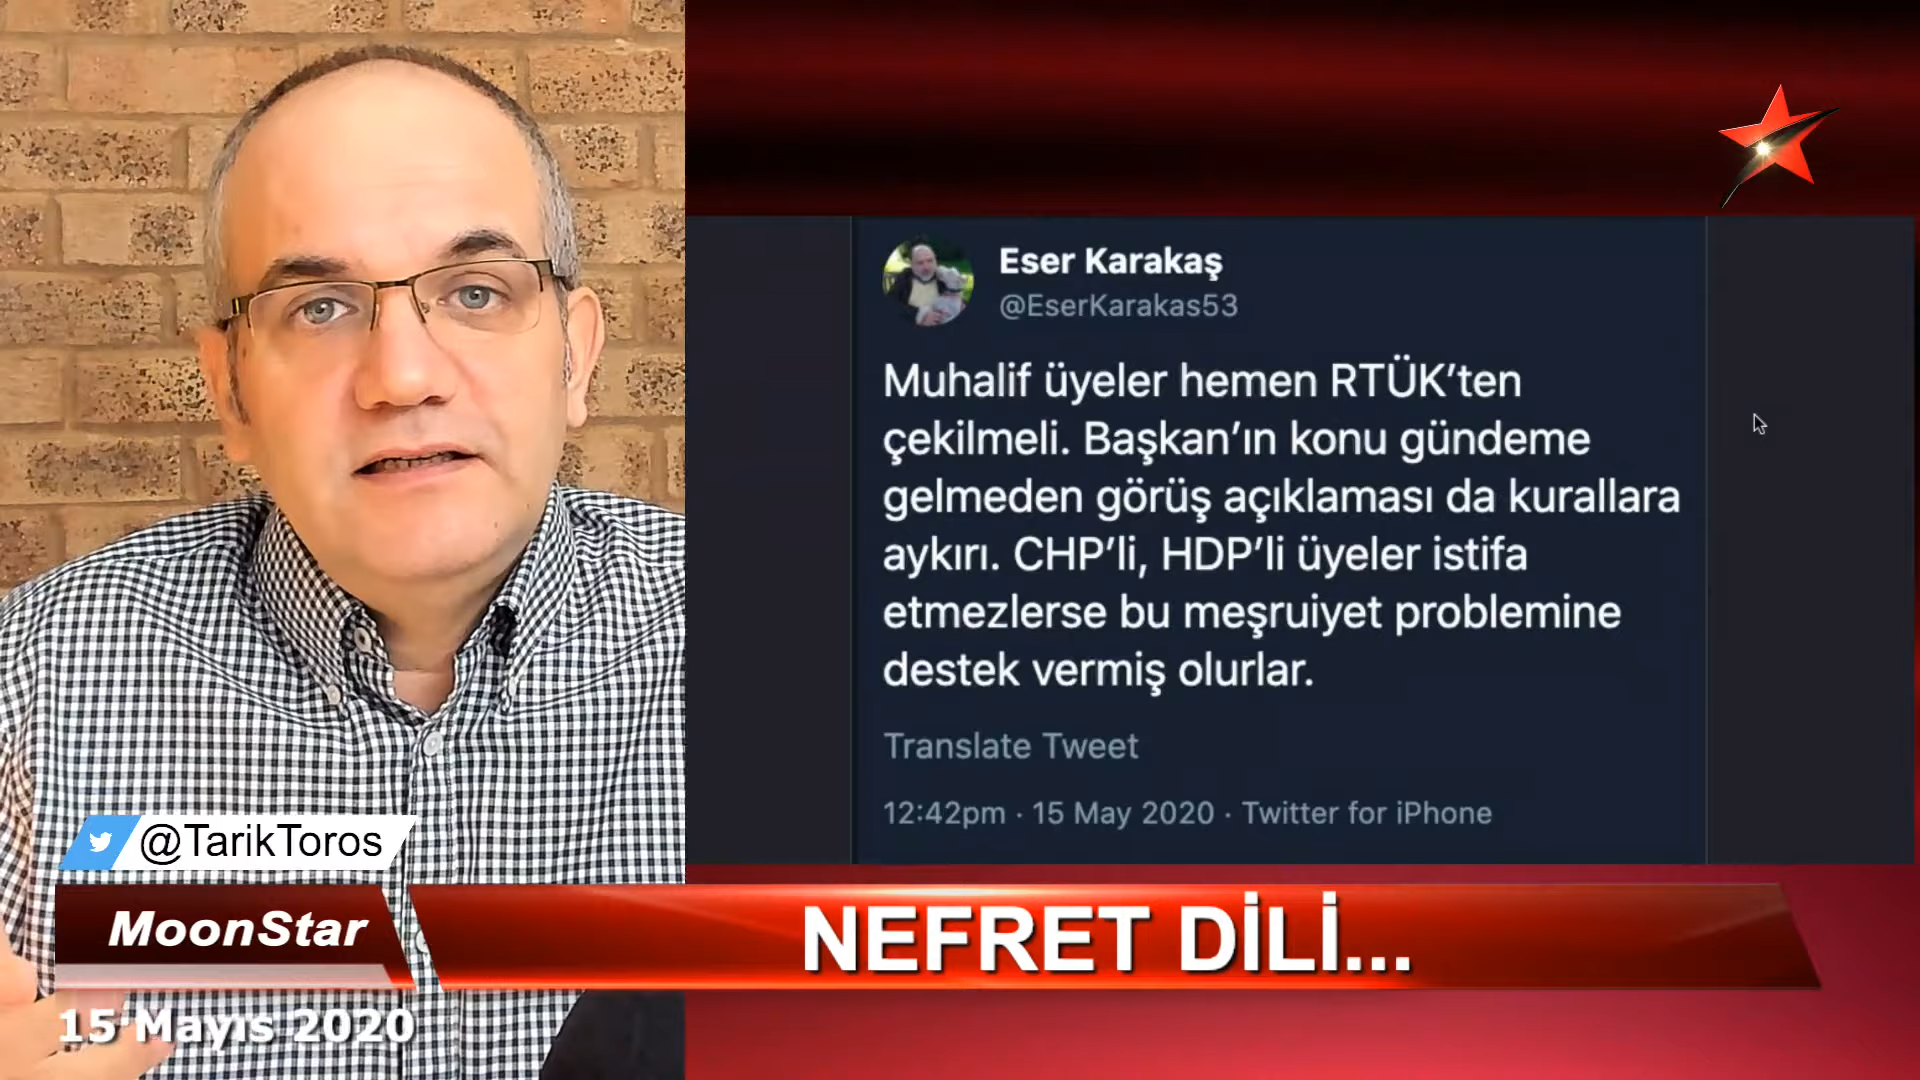 Eser Karakaş
@EserKarakas53
Muhalif üyeler hemen RTÜK’ten
çekilmeli. Başkan’ın konu gündeme
gelmeden görüş açıklaması da kurallara
aykırı. CHP’li, HDP’li üyeler istifa
etmezlerse bu meşruiyet problemine
destek vermiş olurlar.
Translate Tweet
12:42pm · 15 May 2020 · Twitter for iPhone
@TarikToros
MoonStar
NEFRET DİLİ...
15 Mayıs 2020